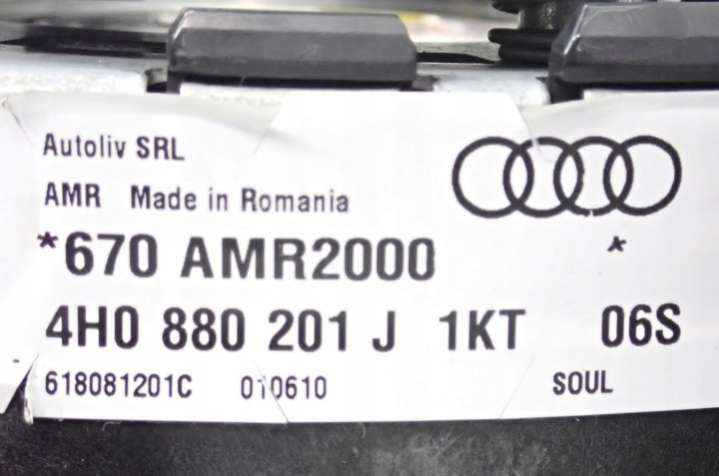 Autoliv SRL
AMR Made in Romania
*670 AMR2000 *
4H0 880 201 J 1KT 06S
618081201C 010610 SOUL